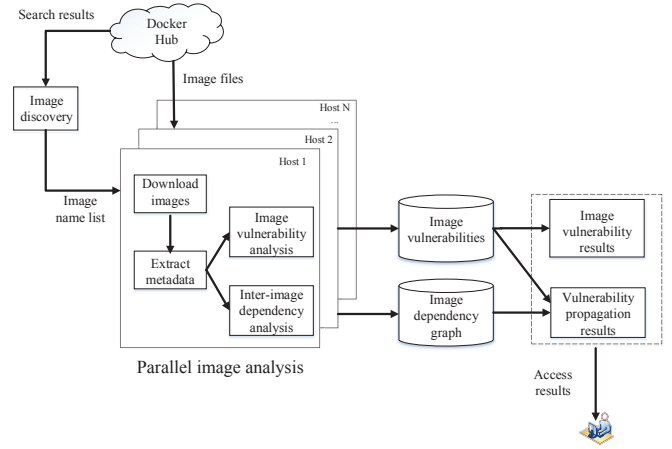 Search results
Docker
Hub
Image files
Image
discovery
Host N
...
Host 2
Host 1
Image
name list
Download
images
Extract
metadata
Image
vulnerability
analysis
Inter-image
dependency
analysis
Parallel image analysis
Image
vulnerabilities
Image
dependency
graph
Image
vulnerability
results
Vulnerability
propagation
results
Access
results